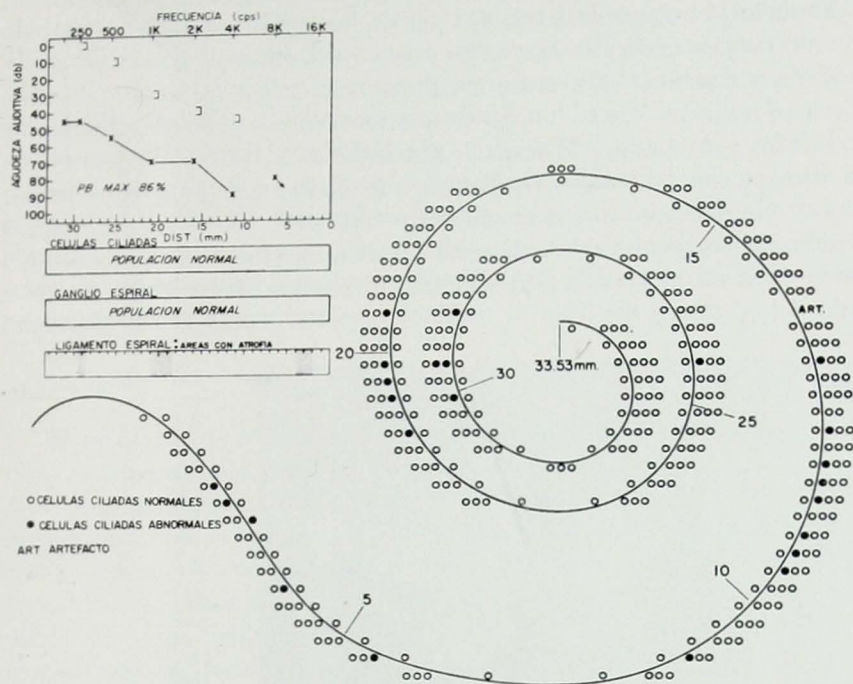 FRECUENCIA (cps)
250 500 1K 2K 4K 8K 16K
AGUDEZA AUDITIVA (db)
0
10
20
30
40
50
60
70
80
90
100
PB MAX 86%
30 25 20 15 10 5 0
DIST (mm)
CELULAS CILIADAS
POPULACION NORMAL
GANGLIO ESPIRAL
POPULACION NORMAL
LIGAMENTO ESPIRAL: AREAS CON ATROFIA
15
ART.
20
33.53mm.
30
25
CELULAS CILIADAS NORMALES
CELULAS CILIADAS ABNORMALES
ART ARTEFACTO
10
5